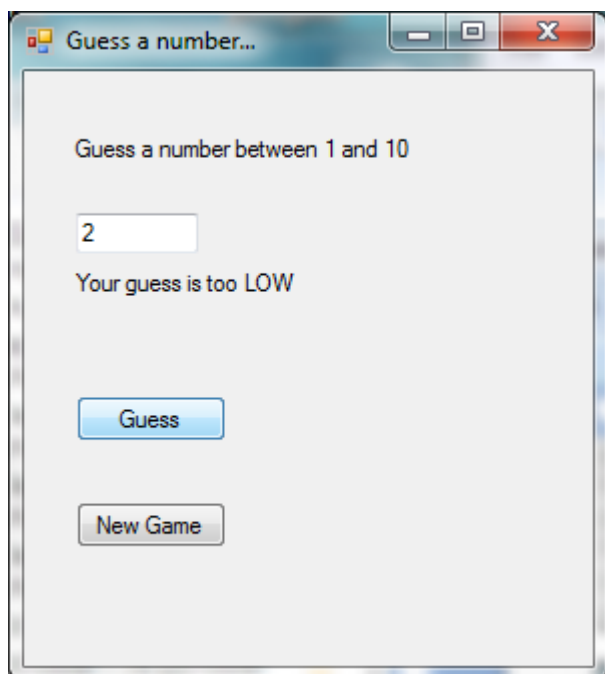 Guess a number...
Guess a number between 1 and 10
2
Your guess is too LOW
Guess
New Game